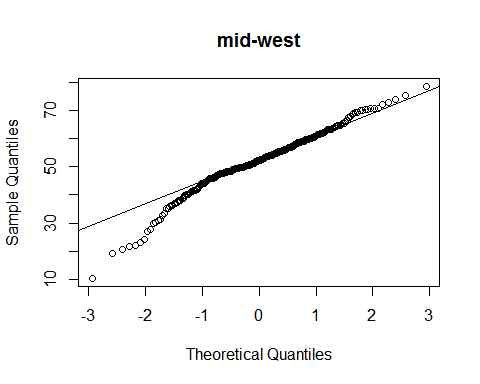 mid-west
Sample Quantiles
70
50
30
10
-3 -2 -1 0 1 2 3
Theoretical Quantiles